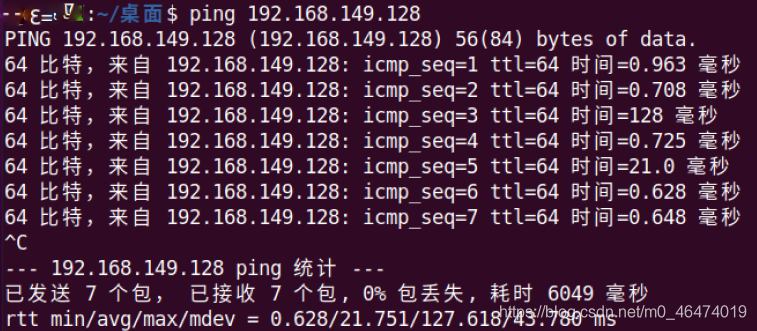 :~/桌面$ ping 192.168.149.128
PING 192.168.149.128 (192.168.149.128) 56(84) bytes of data.
64 比特，来自 192.168.149.128: icmp_seq=1 ttl=64 时间=0.963 毫秒
64 比特，来自 192.168.149.128: icmp_seq=2 ttl=64 时间=0.708 毫秒
64 比特，来自 192.168.149.128: icmp_seq=3 ttl=64 时间=128 毫秒
64 比特，来自 192.168.149.128: icmp_seq=4 ttl=64 时间=0.725 毫秒
64 比特，来自 192.168.149.128: icmp_seq=5 ttl=64 时间=21.0 毫秒
64 比特，来自 192.168.149.128: icmp_seq=6 ttl=64 时间=0.628 毫秒
64 比特，来自 192.168.149.128: icmp_seq=7 ttl=64 时间=0.648 毫秒
^C
--- 192.168.149.128 ping 统计 ---
已发送 7 个包， 已接收 7 个包, 0% 包丢失, 耗时 6049 毫秒
rtt min/avg/max/mdev = 0.628/21.751/127.618/43.780 ms
https://blog.csdn.net/m0_46474019